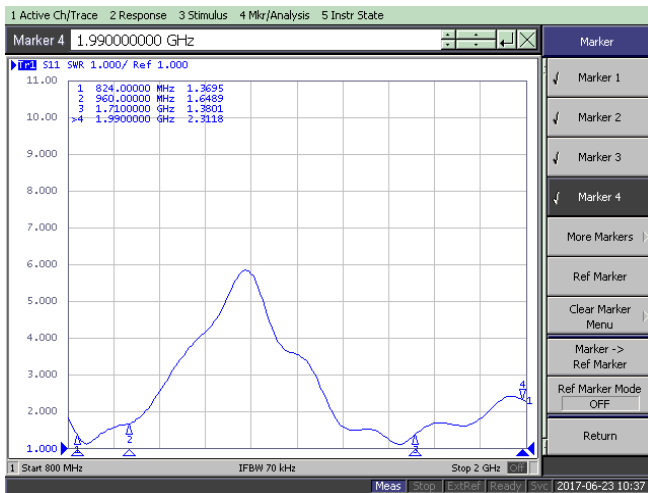 1 Active Ch/Trace 2 Response 3 Stimulus 4 Mkr/Analysis 5 Instr State
Marker 4 1.990000000 GHz
Marker
Tr1 S11 SWR 1.000/ Ref 1.000
11.00
1 824.00000 MHz 1.3695
2 960.00000 MHz 1.6489
3 1.7100000 GHz 1.3801
>4 1.9900000 GHz 2.3118
10.00
9.000
8.000
7.000
6.000
5.000
4.000
3.000
2.000
1.000
1
2
3
4
1
Marker 1
Marker 2
Marker 3
Marker 4
More Markers
Ref Marker
Clear Marker
Menu
Marker ->
Ref Marker
Ref Marker Mode
OFF
Return
1 Start 800 MHz IFBW 70 kHz Stop 2 GHz Off
Meas Stop ExtRef Ready Svc 2017-06-23 10:37